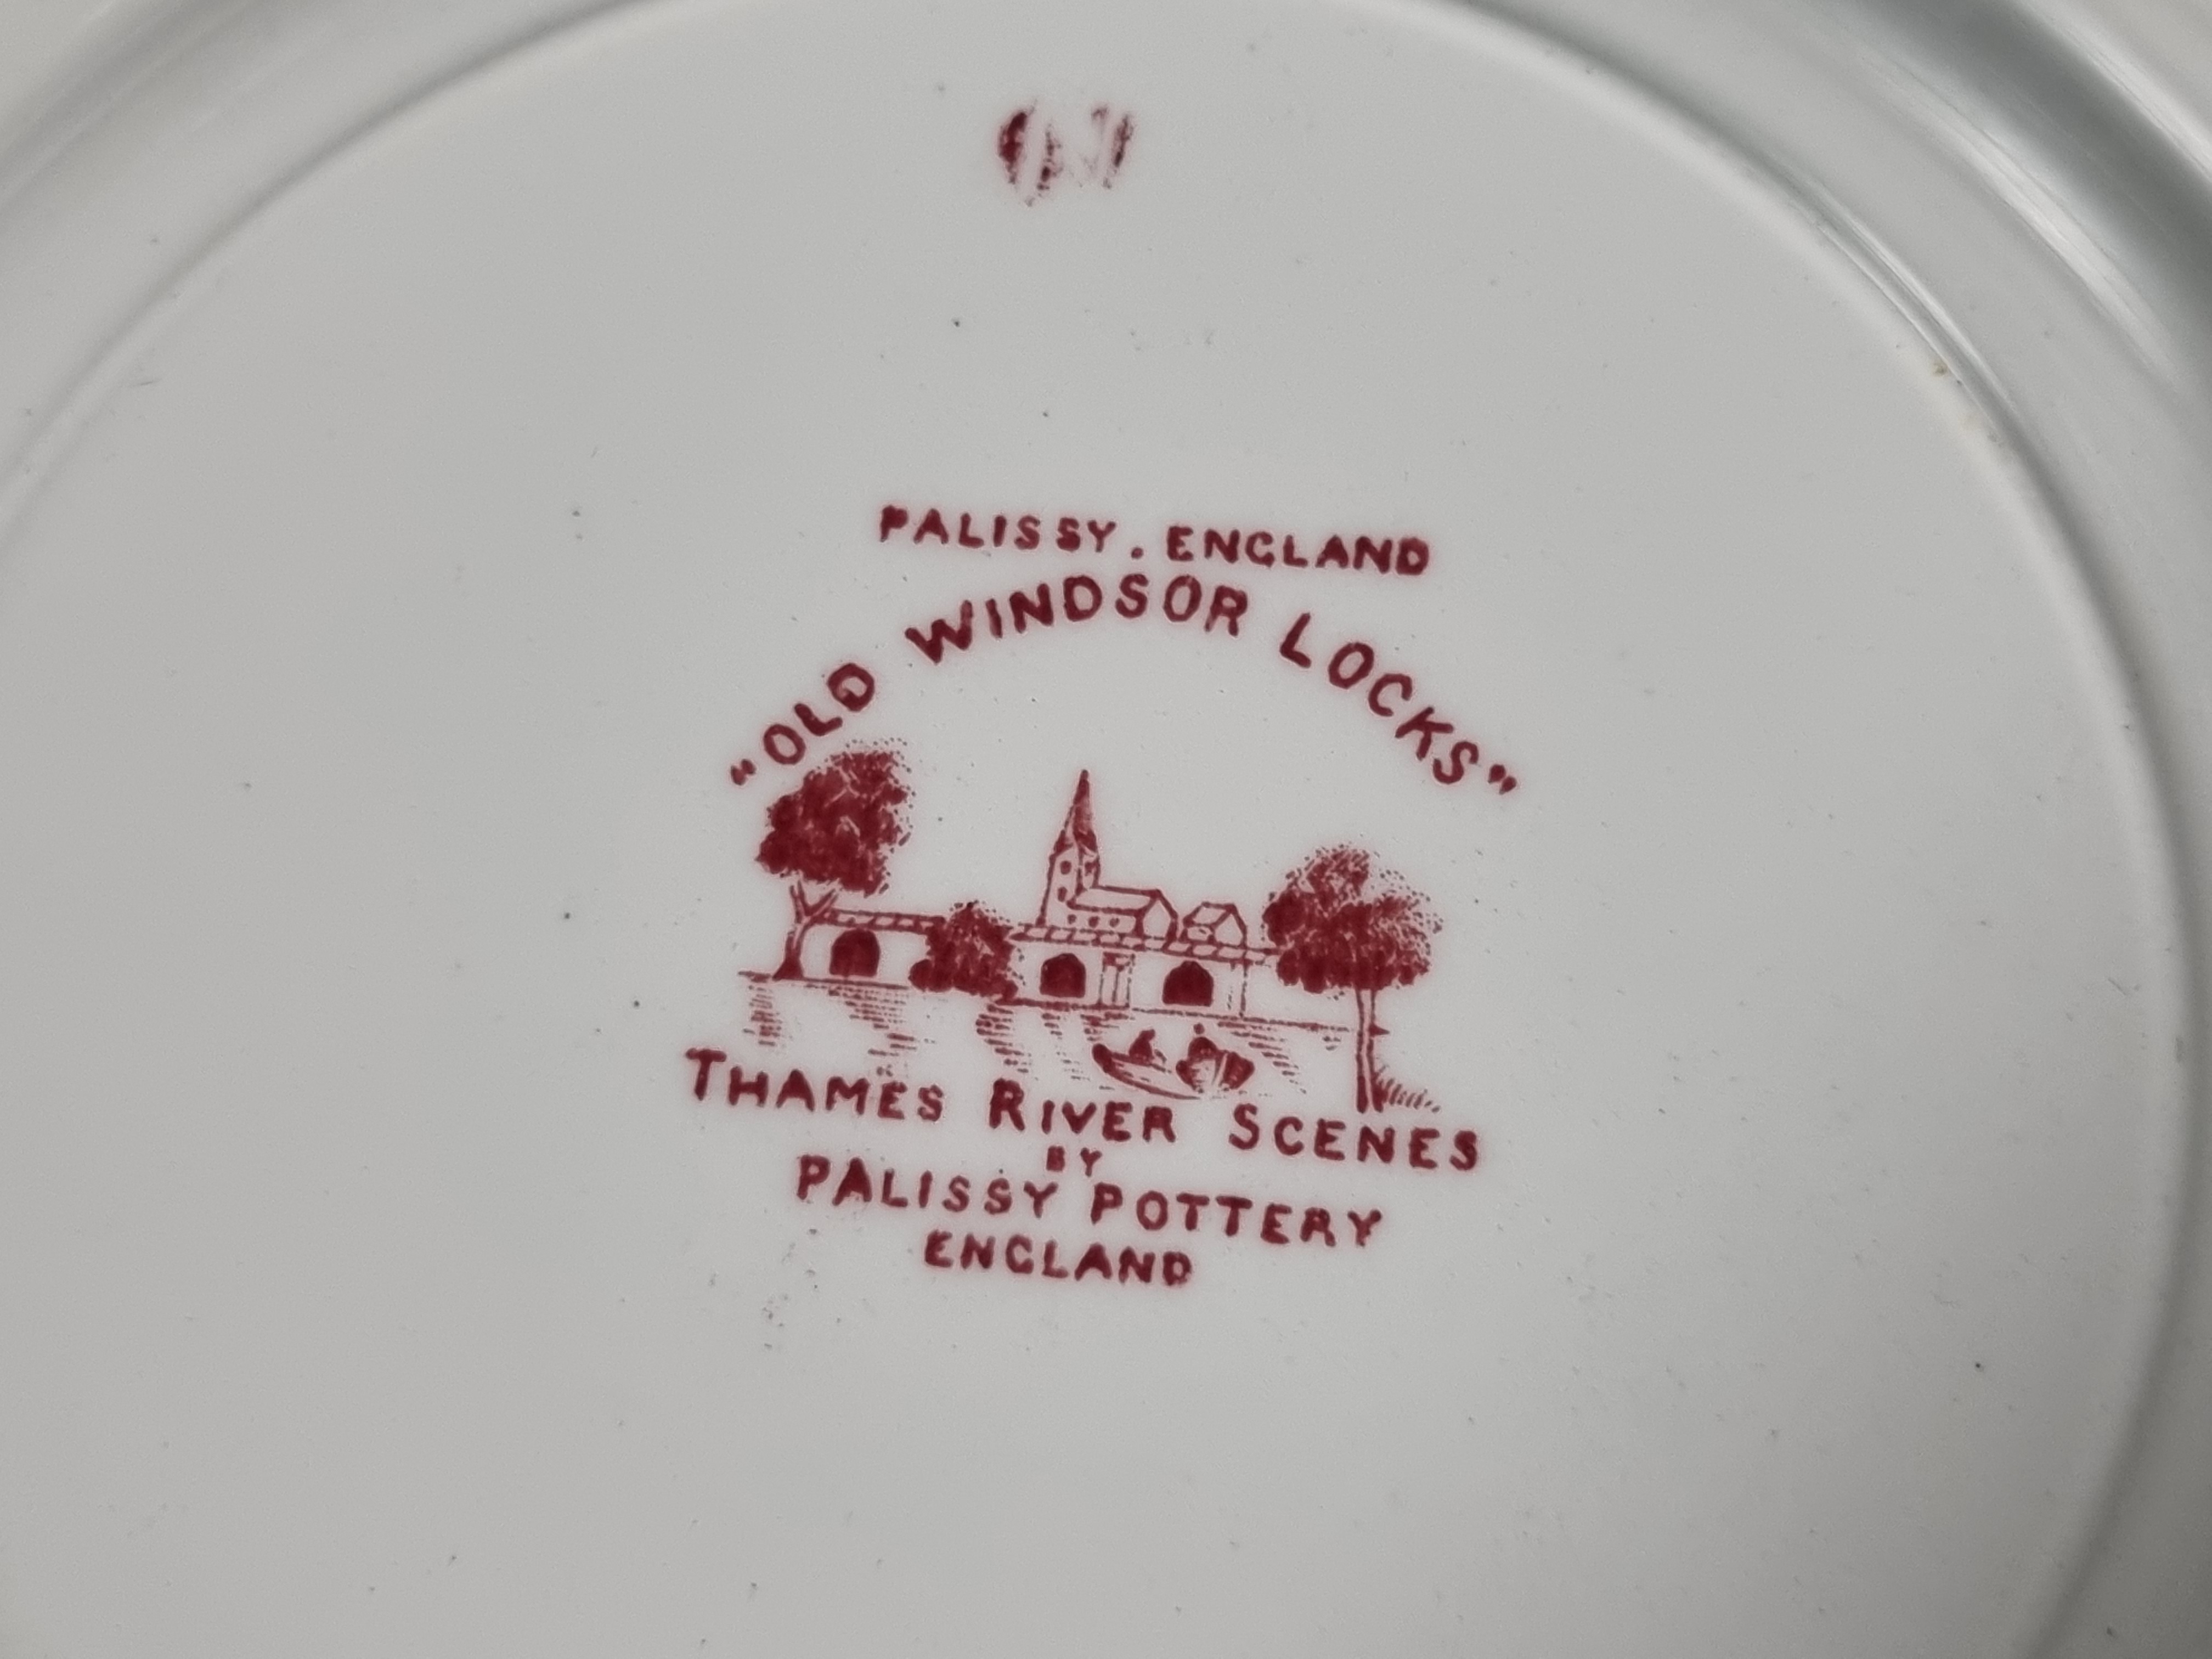 PALISSY. ENGLAND
"OLD WINDSOR LOCKS"
THAMES RIVER SCENES
BY
PALISSY POTTERY
ENGLAND